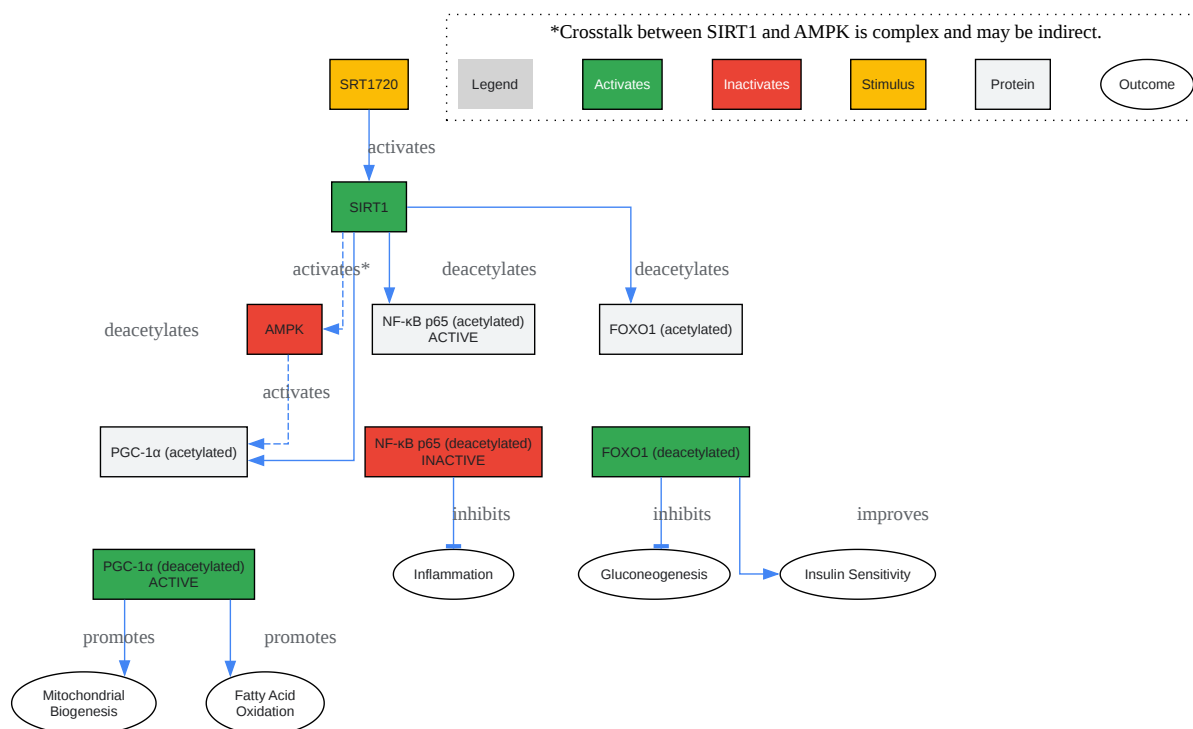 *Crosstalk between SIRT1 and AMPK is complex and may be indirect.
SRT1720
Legend
Activates
Inactivates
Stimulus
Protein
Outcome
activates
SIRT1
activates*
deacetylates
deacetylates
deacetylates
AMPK
NF-κB p65 (acetylated)
ACTIVE
FOXO1 (acetylated)
activates
PGC-1α (acetylated)
NF-κB p65 (deacetylated)
INACTIVE
FOXO1 (deacetylated)
inhibits
inhibits
improves
PGC-1α (deacetylated)
ACTIVE
Inflammation
Gluconeogenesis
Insulin Sensitivity
promotes
promotes
Mitochondrial
Biogenesis
Fatty Acid
Oxidation